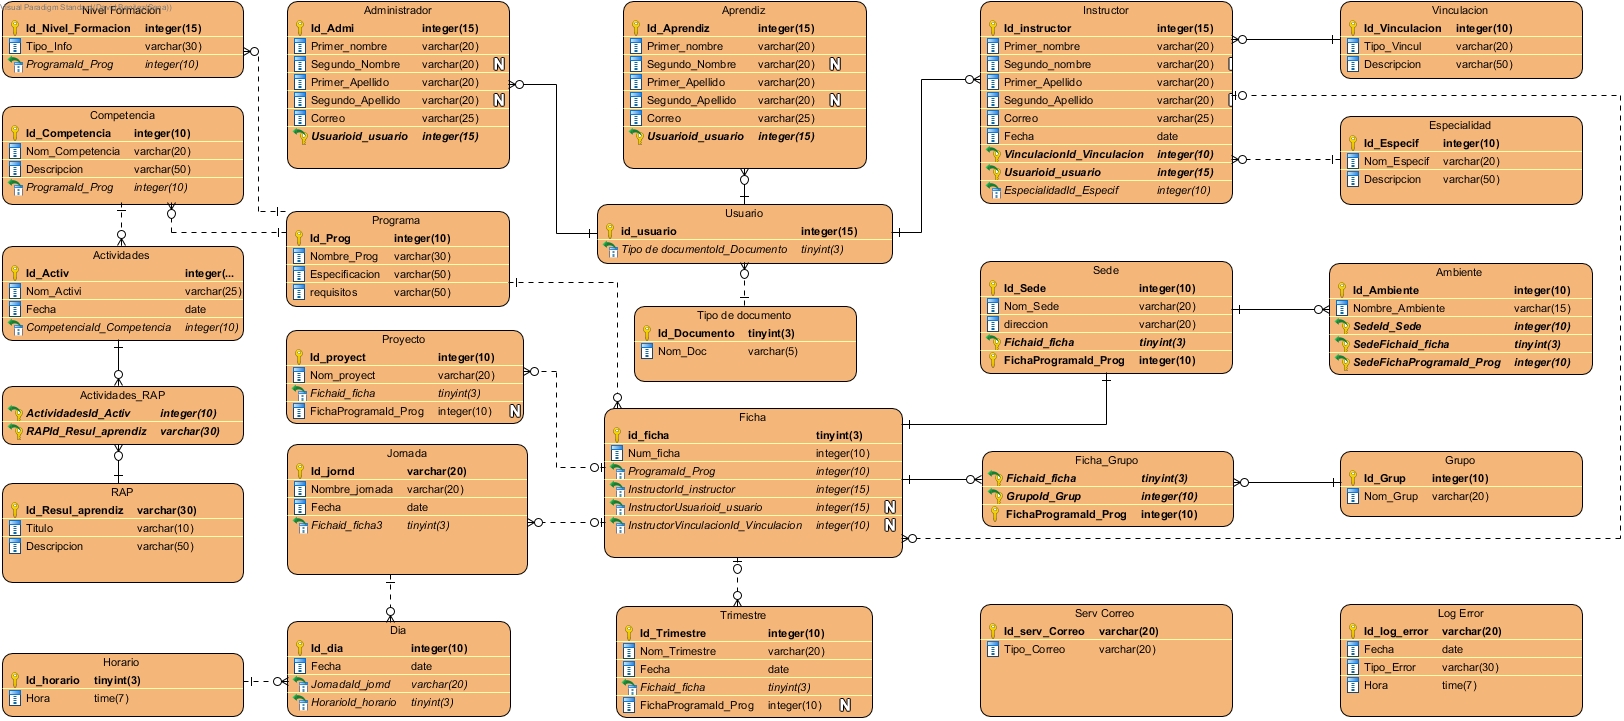 Nivel Formacion
Id_Nivel_Formacion integer(15)
Tipo_Info varchar(30)
ProgramaId_Prog integer(10)
Administrador
Id_Admi integer(15)
Primer_nombre varchar(20)
Segundo_Nombre varchar(20) N
Primer_Apellido varchar(20)
Segundo_Apellido varchar(20) N
Correo varchar(25)
Usuarioid_usuario integer(15)
Aprendiz
Id_Aprendiz integer(15)
Primer_nombre varchar(20)
Segundo_Nombre varchar(20) N
Primer_Apellido varchar(20)
Segundo_Apellido varchar(20) N
Correo varchar(25)
Usuarioid_usuario integer(15)
Instructor
Id_instructor integer(15)
Primer_nombre varchar(20)
Segundo_nombre varchar(20)
Primer_Apellido varchar(20)
Segundo_Apellido varchar(20)
Correo varchar(25)
Fecha date
VinculacionId_Vinculacion integer(10)
Usuarioid_usuario integer(15)
EspecialidadId_Especif integer(10)
Vinculacion
Id_Vinculacion integer(10)
Tipo_Vincul varchar(20)
Descripcion varchar(50)
Competencia
Id_Competencia integer(10)
Nom_Competencia varchar(20)
Descripcion varchar(50)
ProgramaId_Prog integer(10)
Especialidad
Id_Especif integer(10)
Nom_Especif varchar(20)
Descripcion varchar(50)
Programa
Id_Prog integer(10)
Nombre_Prog varchar(30)
Especificacion varchar(50)
requisitos varchar(50)
Usuario
id_usuario integer(15)
Tipo de documentoId_Documento tinyint(3)
Actividades
Id_Activ integer(...
Nom_Activi varchar(25)
Fecha date
CompetenciaId_Competencia integer(10)
Tipo de documento
Id_Documento tinyint(3)
Nom_Doc varchar(5)
Sede
Id_Sede integer(10)
Nom_Sede varchar(20)
direccion varchar(20)
Fichaid_ficha tinyint(3)
FichaProgramaId_Prog integer(10)
Ambiente
Id_Ambiente integer(10)
Nombre_Ambiente varchar(15)
SedeId_Sede integer(10)
SedeFichaid_ficha tinyint(3)
SedeFichaProgramaId_Prog integer(10)
Proyecto
Id_proyect integer(10)
Nom_proyect varchar(20)
Fichaid_ficha tinyint(3)
FichaProgramaId_Prog integer(10) N
Actividades_RAP
ActividadesId_Activ integer(10)
RAPId_Resul_aprendiz varchar(30)
Ficha
id_ficha tinyint(3)
Num_ficha integer(10)
ProgramaId_Prog integer(10)
InstructorId_instructor integer(15)
InstructorUsuarioid_usuario integer(15) N
InstructorVinculacionId_Vinculacion integer(10) N
Jornada
Id_jornd varchar(20)
Nombre_jornada varchar(20)
Fecha date
Fichaid_ficha3 tinyint(3)
Ficha_Grupo
Fichaid_ficha tinyint(3)
GrupoId_Grup integer(10)
FichaProgramaId_Prog integer(10)
Grupo
Id_Grup integer(10)
Nom_Grup varchar(20)
RAP
Id_Resul_aprendiz varchar(30)
Titulo varchar(10)
Descripcion varchar(50)
Horario
Id_horario tinyint(3)
Hora time(7)
Dia
Id_dia integer(10)
Fecha date
JornadaId_jornd varchar(20)
HorarioId_horario tinyint(3)
Trimestre
Id_Trimestre integer(10)
Nom_Trimestre varchar(20)
Fecha date
Fichaid_ficha tinyint(3)
FichaProgramaId_Prog integer(10) N
Serv Correo
Id_serv_Correo varchar(20)
Tipo_Correo varchar(20)
Log Error
Id_log_error varchar(20)
Fecha date
Tipo_Error varchar(30)
Hora time(7)